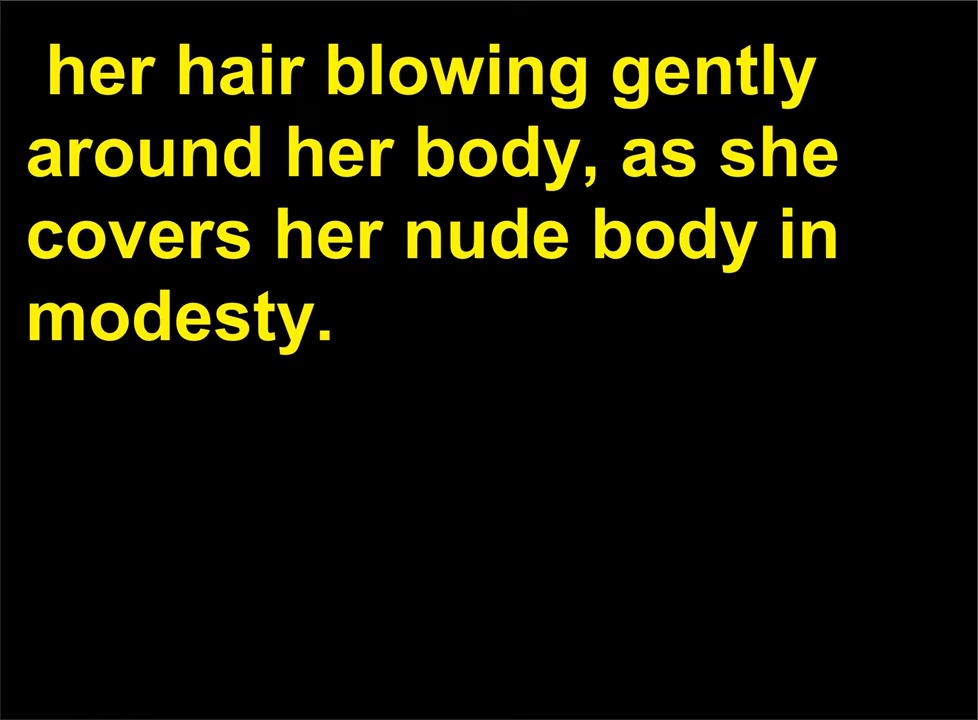 her hair blowing gently
around her body, as she
covers her nude body in
modesty.